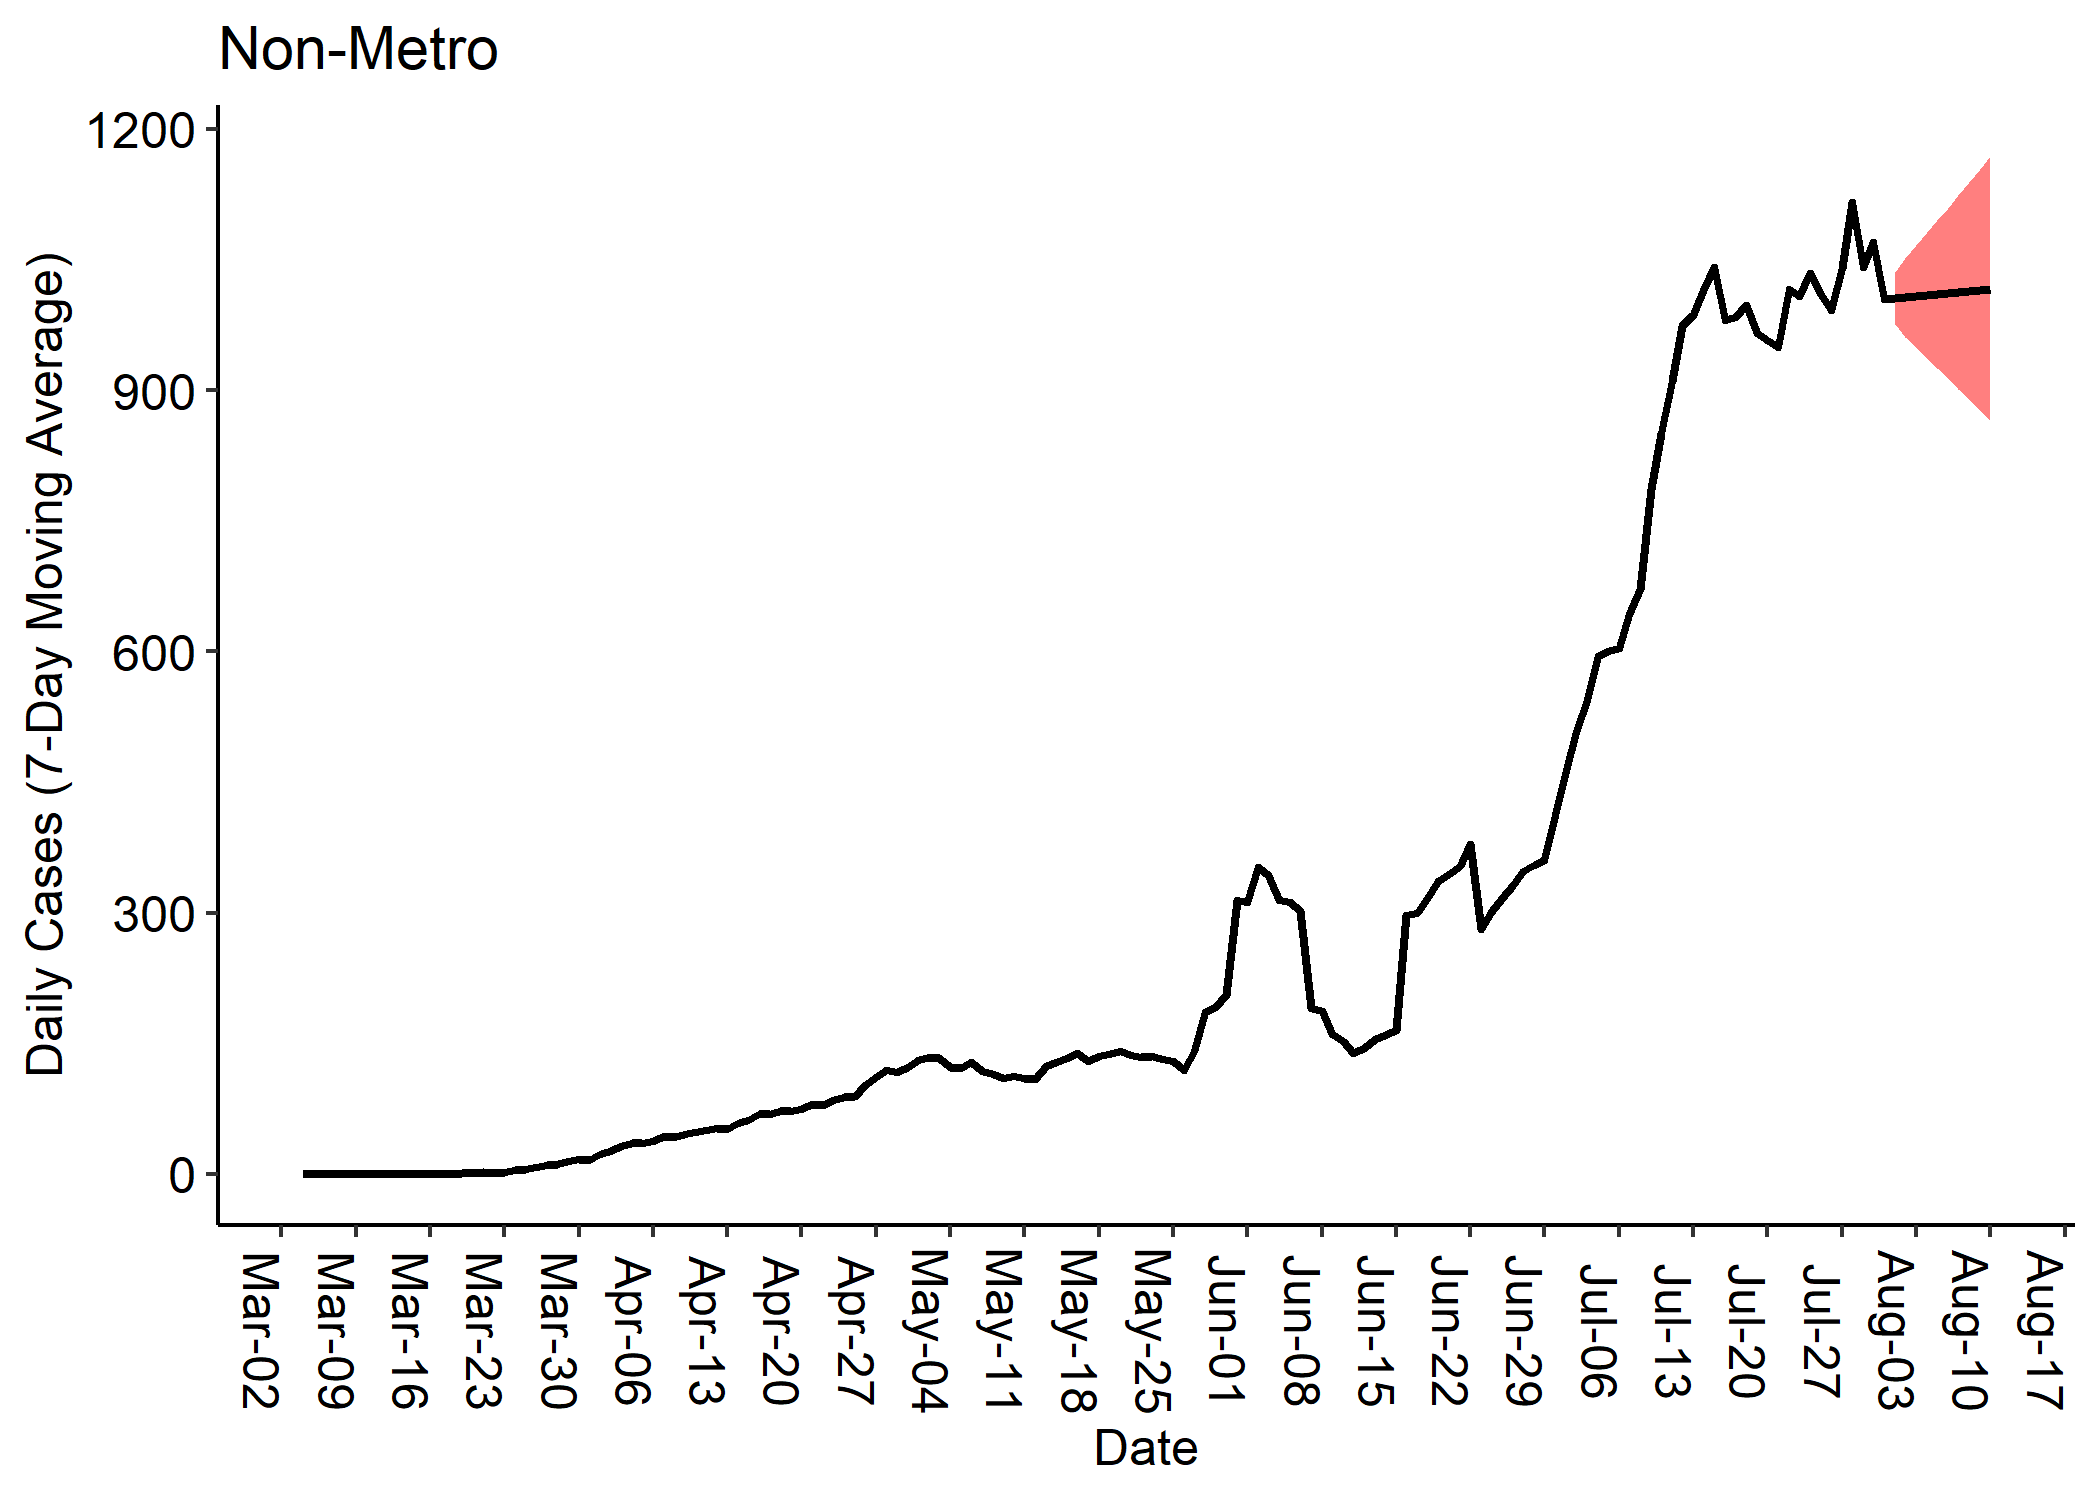 Non-Metro
Daily Cases (7-Day Moving Average)
1200
900
600
300
0
Mar-02
Mar-09
Mar-16
Mar-23
Mar-30
Apr-06
Apr-13
Apr-20
Apr-27
May-04
May-11
May-18
May-25
Jun-01
Jun-08
Jun-15
Jun-22
Jun-29
Jul-06
Jul-13
Jul-20
Jul-27
Aug-03
Aug-10
Aug-17
Date